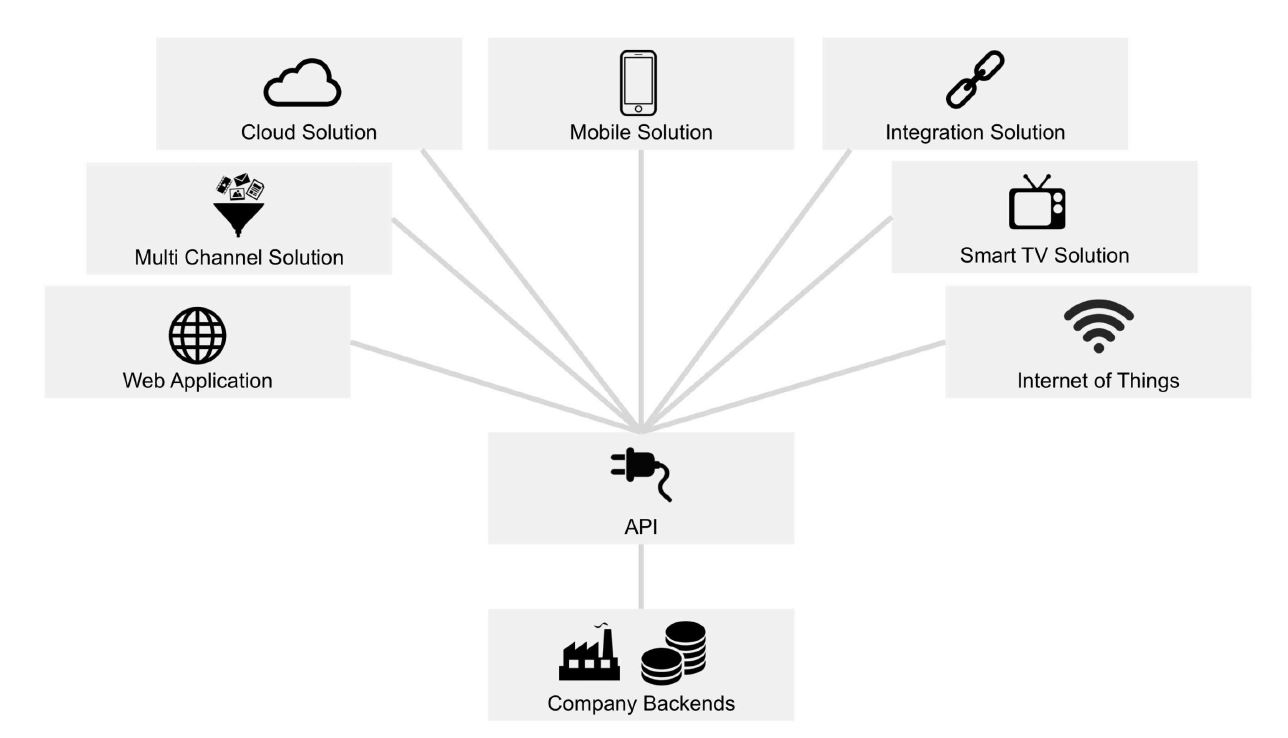 Cloud Solution
Mobile Solution
Integration Solution
Multi Channel Solution
Smart TV Solution
Web Application
Internet of Things
API
Company Backends